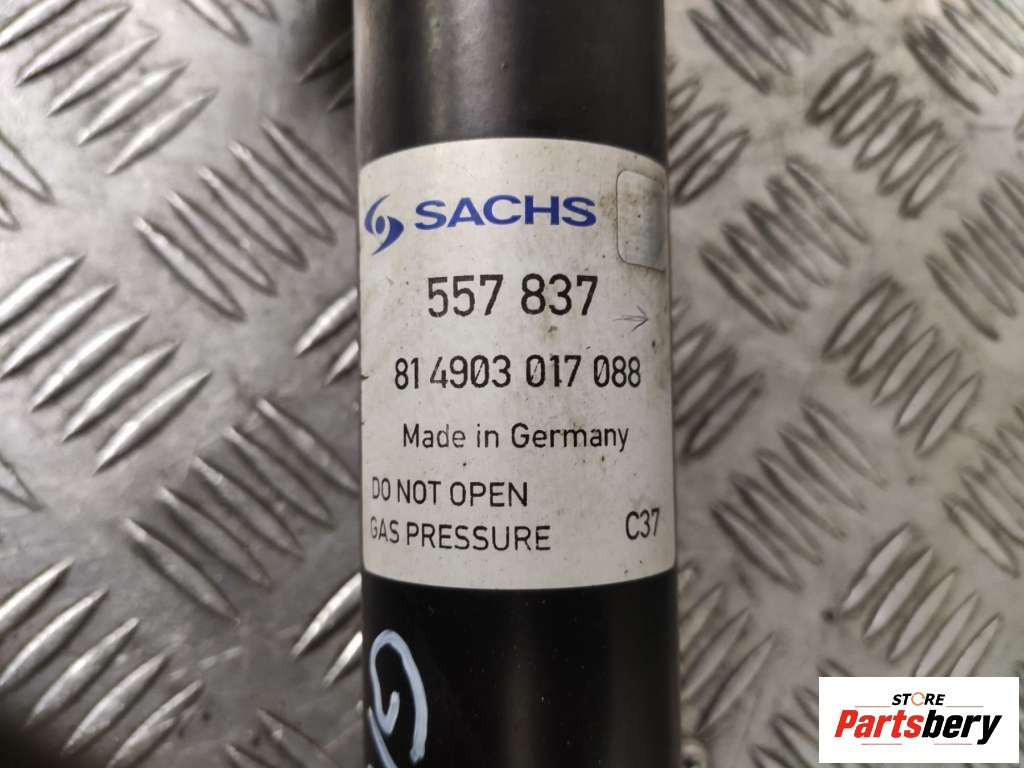 SACHS
557 837
81 4903 017 088
Made in Germany
DO NOT OPEN
GAS PRESSURE C37
STORE
Partsbery